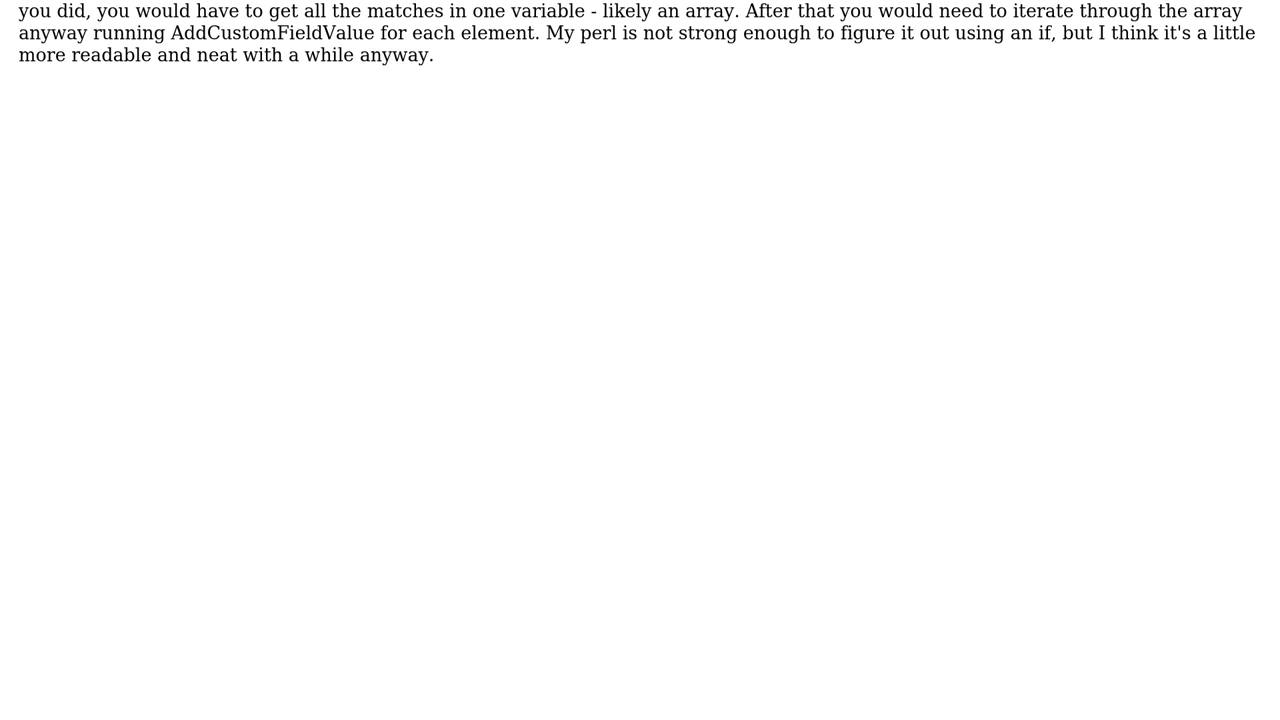 you did, you would have to get all the matches in one variable - likely an array. After that you would need to iterate through the array
anyway running AddCustomFieldValue for each element. My perl is not strong enough to figure it out using an if, but I think it's a little
more readable and neat with a while anyway.